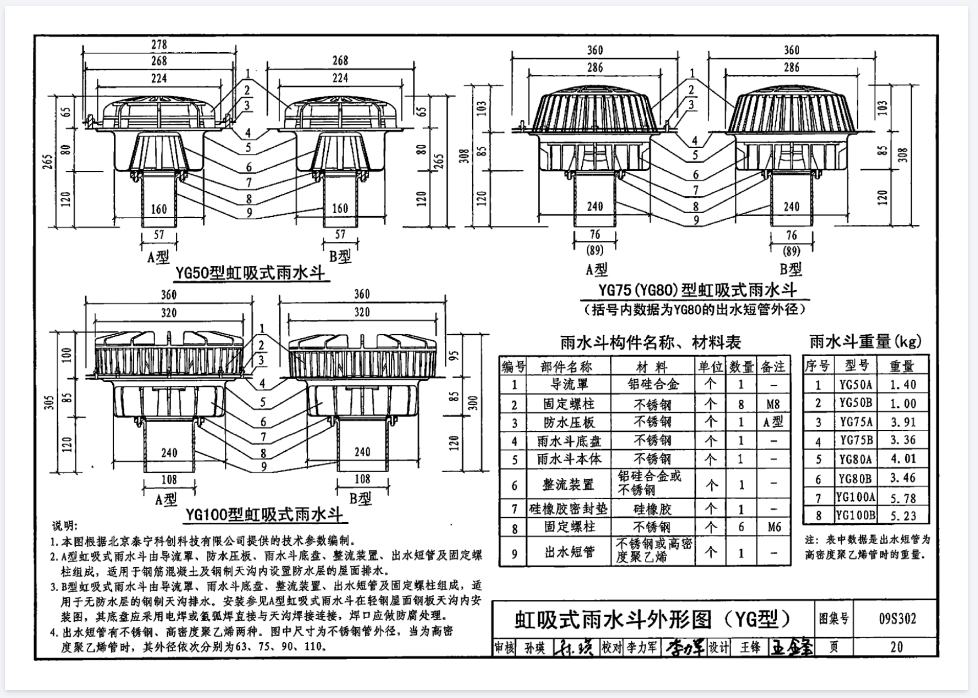 278
268
224
268
224
1
2
3
4
5
6
7
8
9
65
80
120
265
65
80
120
265
160
160
57
57
A型
B型
YG50型虹吸式雨水斗
360
286
360
286
1
2
3
4
5
6
7
8
9
103
85
120
308
103
85
120
308
240
240
76
(89)
76
(89)
A型
B型
YG75(YG80)型虹吸式雨水斗
(括号内数据为YG80的出水短管外径)
360
320
360
320
1
2
3
4
5
6
7
8
9
100
85
120
305
95
85
120
300
240
240
108
108
A型
B型
YG100型虹吸式雨水斗
雨水斗构件名称、材料表
编号 部件名称 材 料 单位 数量 备注
1 导流罩 铝硅合金 个 1 –
2 固定螺柱 不锈钢 个 8 M8
3 防水压板 不锈钢 个 1 A型
4 雨水斗底盘 不锈钢 个 1 –
5 雨水斗本体 不锈钢 个 1 –
6 整流装置 铝硅合金或
不锈钢 个 1 –
7 硅橡胶密封垫 硅橡胶 个 1 –
8 固定螺柱 不锈钢 个 6 M6
9 出水短管 不锈钢或高密
度聚乙烯 个 1 –
雨水斗重量(kg)
序号 型号 重量
1 YG50A 1.40
2 YG50B 1.00
3 YG75A 3.91
4 YG75B 3.36
5 YG80A 4.01
6 YG80B 3.46
7 YG100A 5.78
8 YG100B 5.23
注: 表中数据是出水短管为
高密度聚乙烯管时的重量。
说明:
1.本图根据北京泰宁科创科技有限公司提供的技术参数编制。
2.A型虹吸式雨水斗由导流罩、防水压板、雨水斗底盘、整流装置、出水短管及固定螺
柱组成，适用于钢筋混凝土及钢制天沟内设置防水层的屋面排水。
3.B型虹吸式雨水斗由导流罩、雨水斗底盘、整流装置、出水短管及固定螺柱组成，适
用于无防水层的钢制天沟排水。安装参见A型虹吸式雨水斗在轻钢屋面钢板天沟内安
装图，其底盘应采用电焊或氩弧焊直接与天沟焊接连接，焊口应做防腐处理。
4.出水短管有不锈钢、高密度聚乙烯两种。图中尺寸为不锈钢管外径，当为高密
度聚乙烯管时，其外径依次分别为63、75、90、110。
虹吸式雨水斗外形图（YG型） 图集号 09S302
审核 孙瑛 孙瑛 校对 李力军 李力军 设计 王锋 王锋 页 20